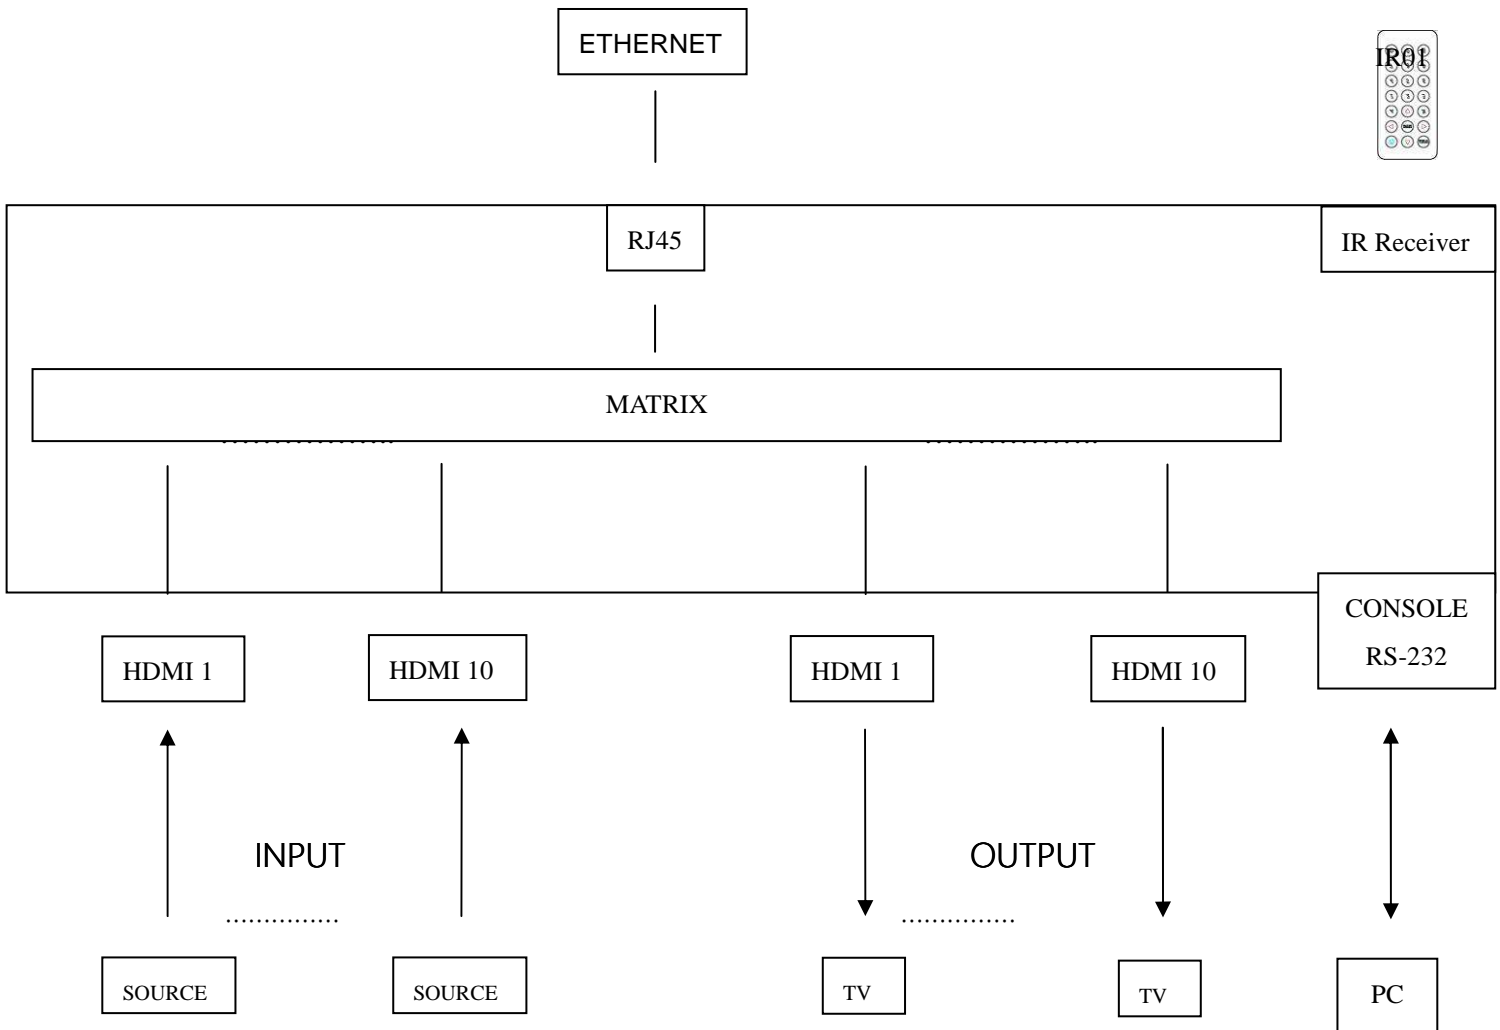 ETHERNET
IR01
RJ45
IR Receiver
MATRIX
....................
....................
CONSOLE
RS-232
HDMI 1
HDMI 10
HDMI 1
HDMI 10
INPUT
OUTPUT
...............
...............
SOURCE
SOURCE
TV
TV
PC